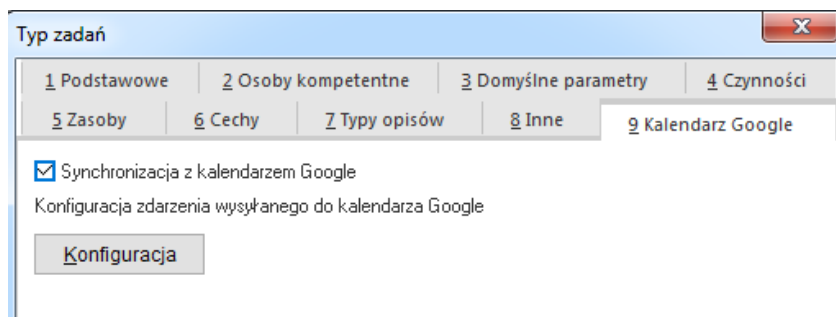 Typ zadań
1 Podstawowe 2 Osoby kompetentne 3 Domyślne parametry 4 Czynności
5 Zasoby 6 Cechy 7 Typy opisów 8 Inne 9 Kalendarz Google
Synchronizacja z kalendarzem Google
Konfiguracja zdarzenia wysyłanego do kalendarza Google
Konfiguracja